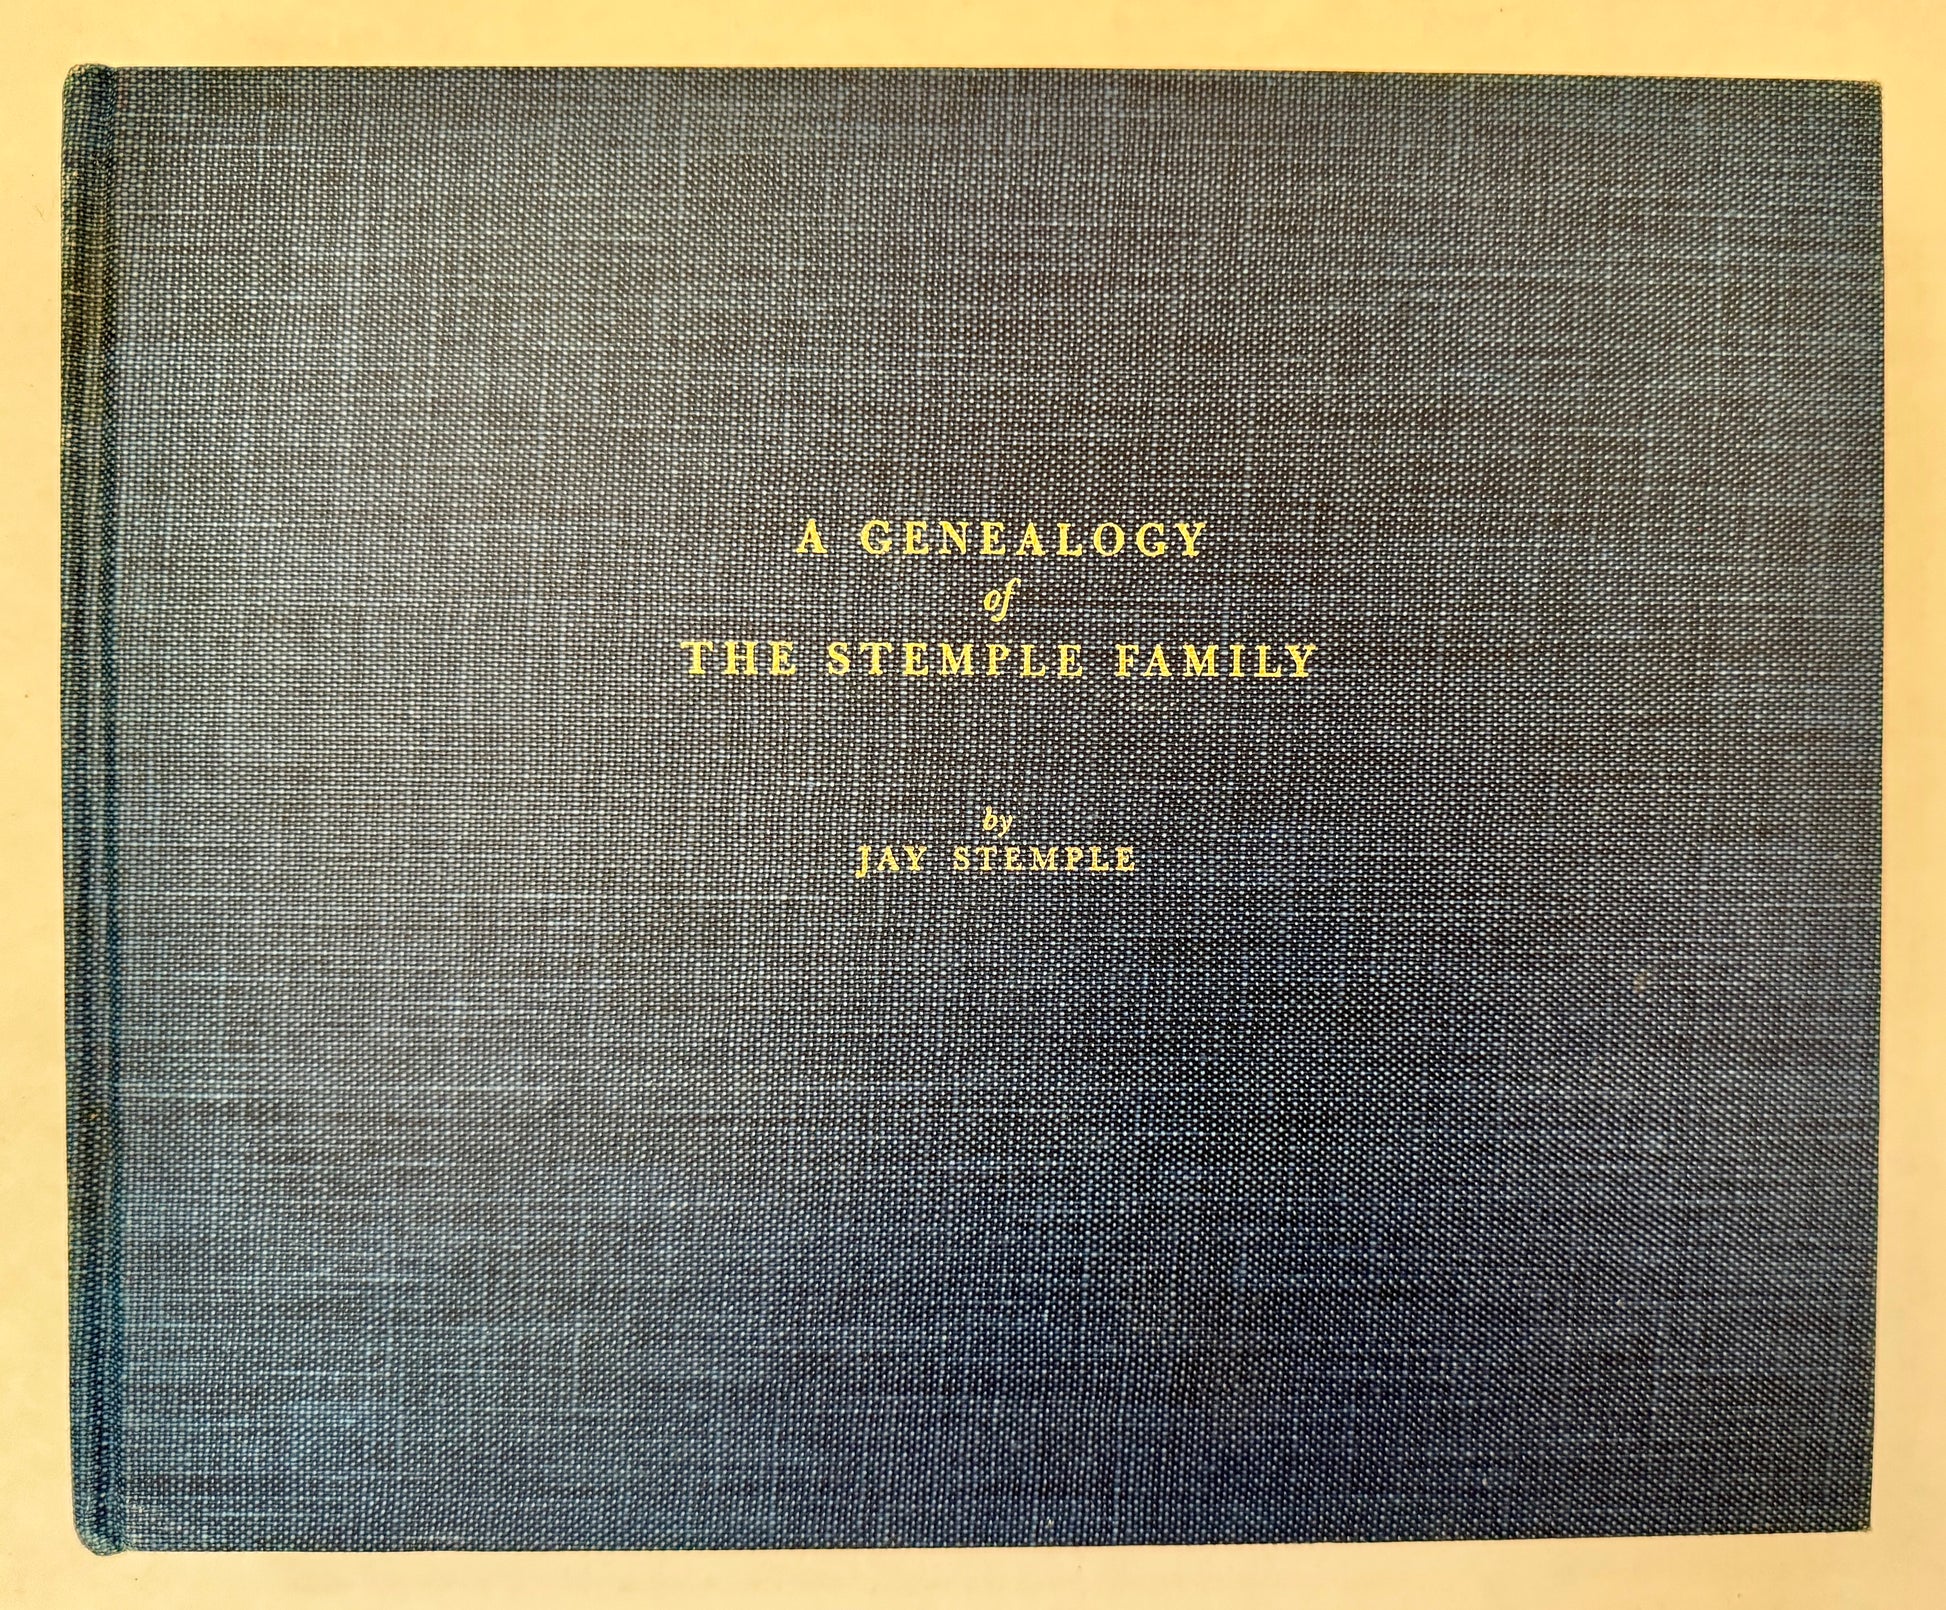 A GENEALOGY
of
THE STEMPLE FAMILY
by
JAY STEMPLE